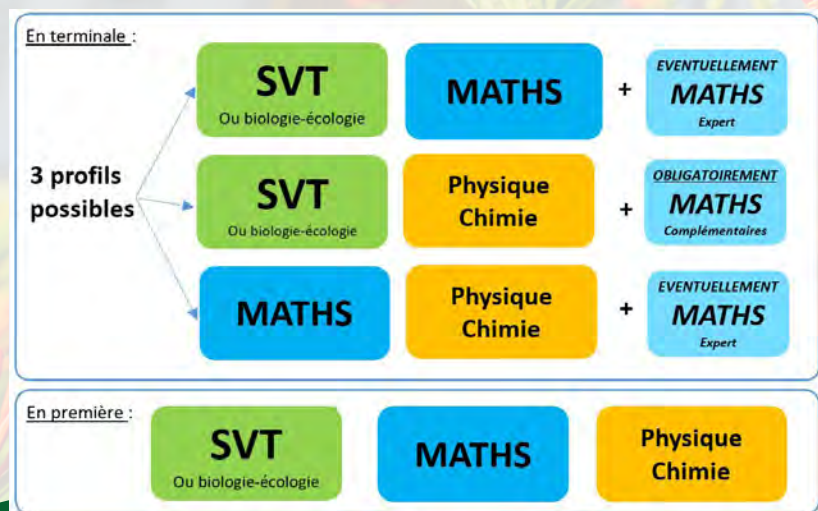 En terminale :
SVT
Ou biologie-écologie
MATHS
+
EVENTUELLEMENT
MATHS
Expert
3 profils
possibles
SVT
Ou biologie-écologie
Physique
Chimie
+
OBLIGATOIREMENT
MATHS
Complémentaires
MATHS
Physique
Chimie
+
EVENTUELLEMENT
MATHS
Expert
En première :
SVT
Ou biologie-écologie
MATHS
Physique
Chimie